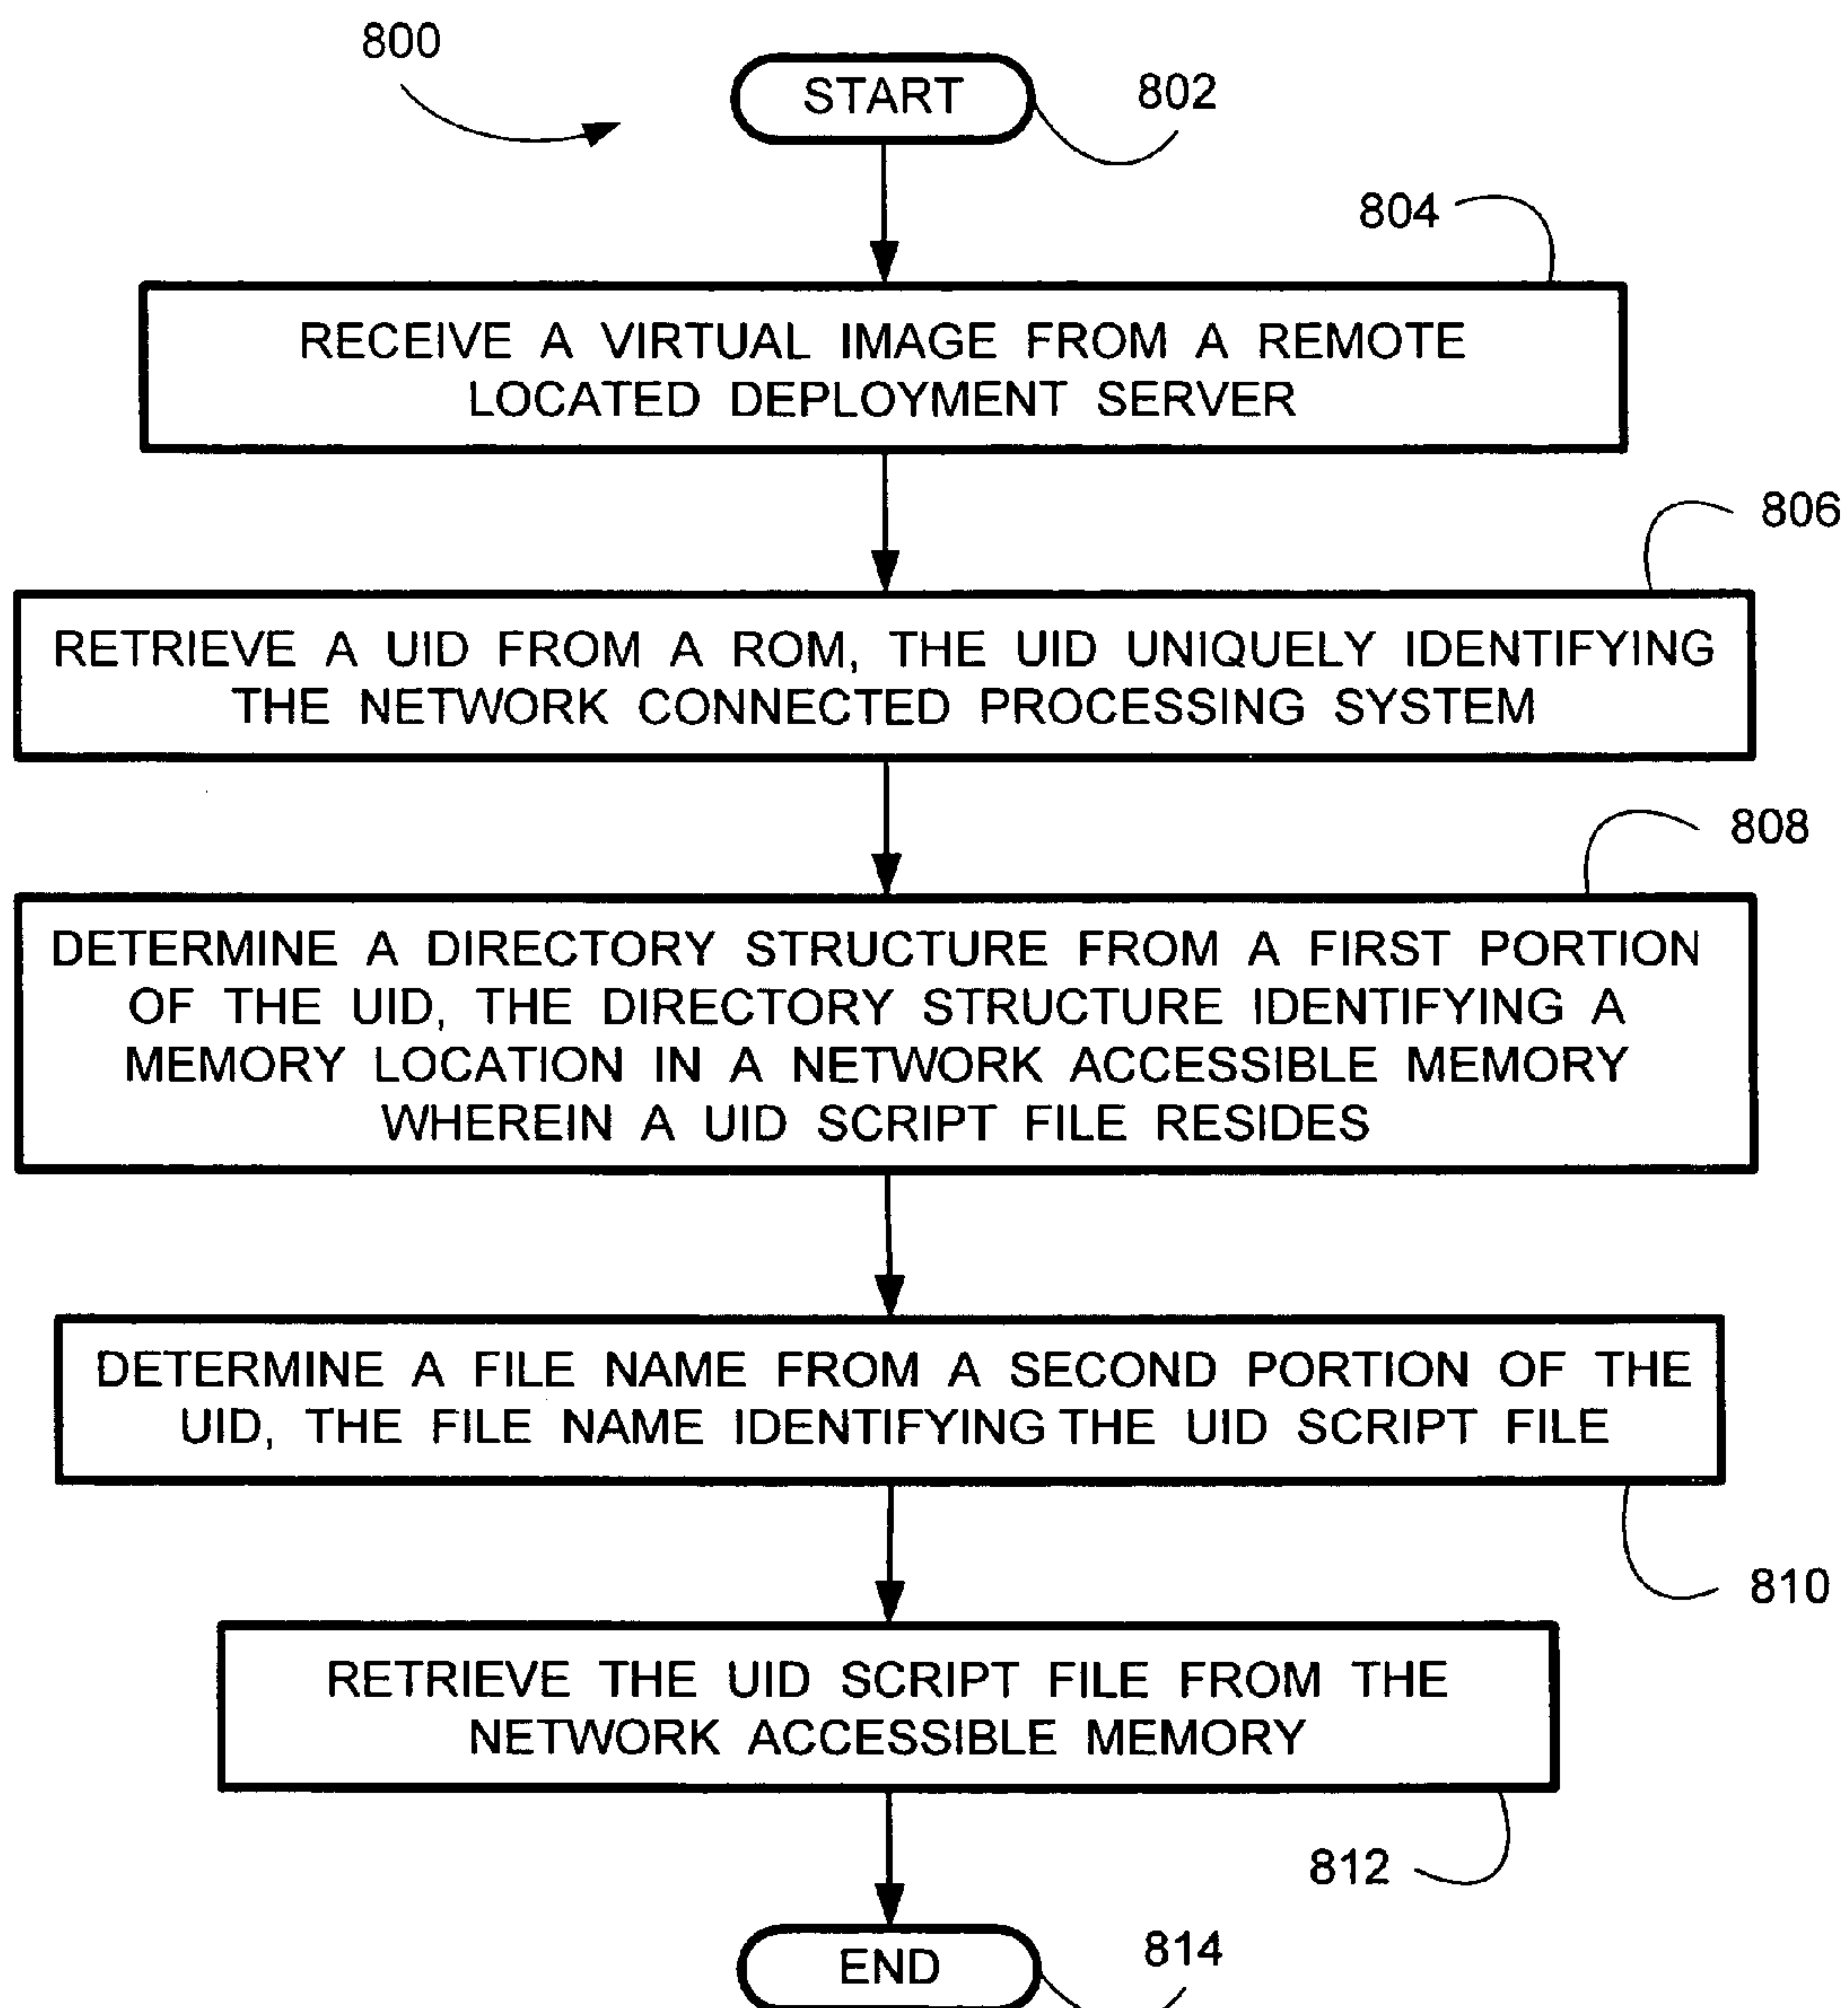 800
START
802
804
RECEIVE A VIRTUAL IMAGE FROM A REMOTE
LOCATED DEPLOYMENT SERVER
806
RETRIEVE A UID FROM A ROM, THE UID UNIQUELY IDENTIFYING
THE NETWORK CONNECTED PROCESSING SYSTEM
808
DETERMINE A DIRECTORY STRUCTURE FROM A FIRST PORTION
OF THE UID, THE DIRECTORY STRUCTURE IDENTIFYING A
MEMORY LOCATION IN A NETWORK ACCESSIBLE MEMORY
WHEREIN A UID SCRIPT FILE RESIDES
DETERMINE A FILE NAME FROM A SECOND PORTION OF THE
UID, THE FILE NAME IDENTIFYING THE UID SCRIPT FILE
810
RETRIEVE THE UID SCRIPT FILE FROM THE
NETWORK ACCESSIBLE MEMORY
812
END
814